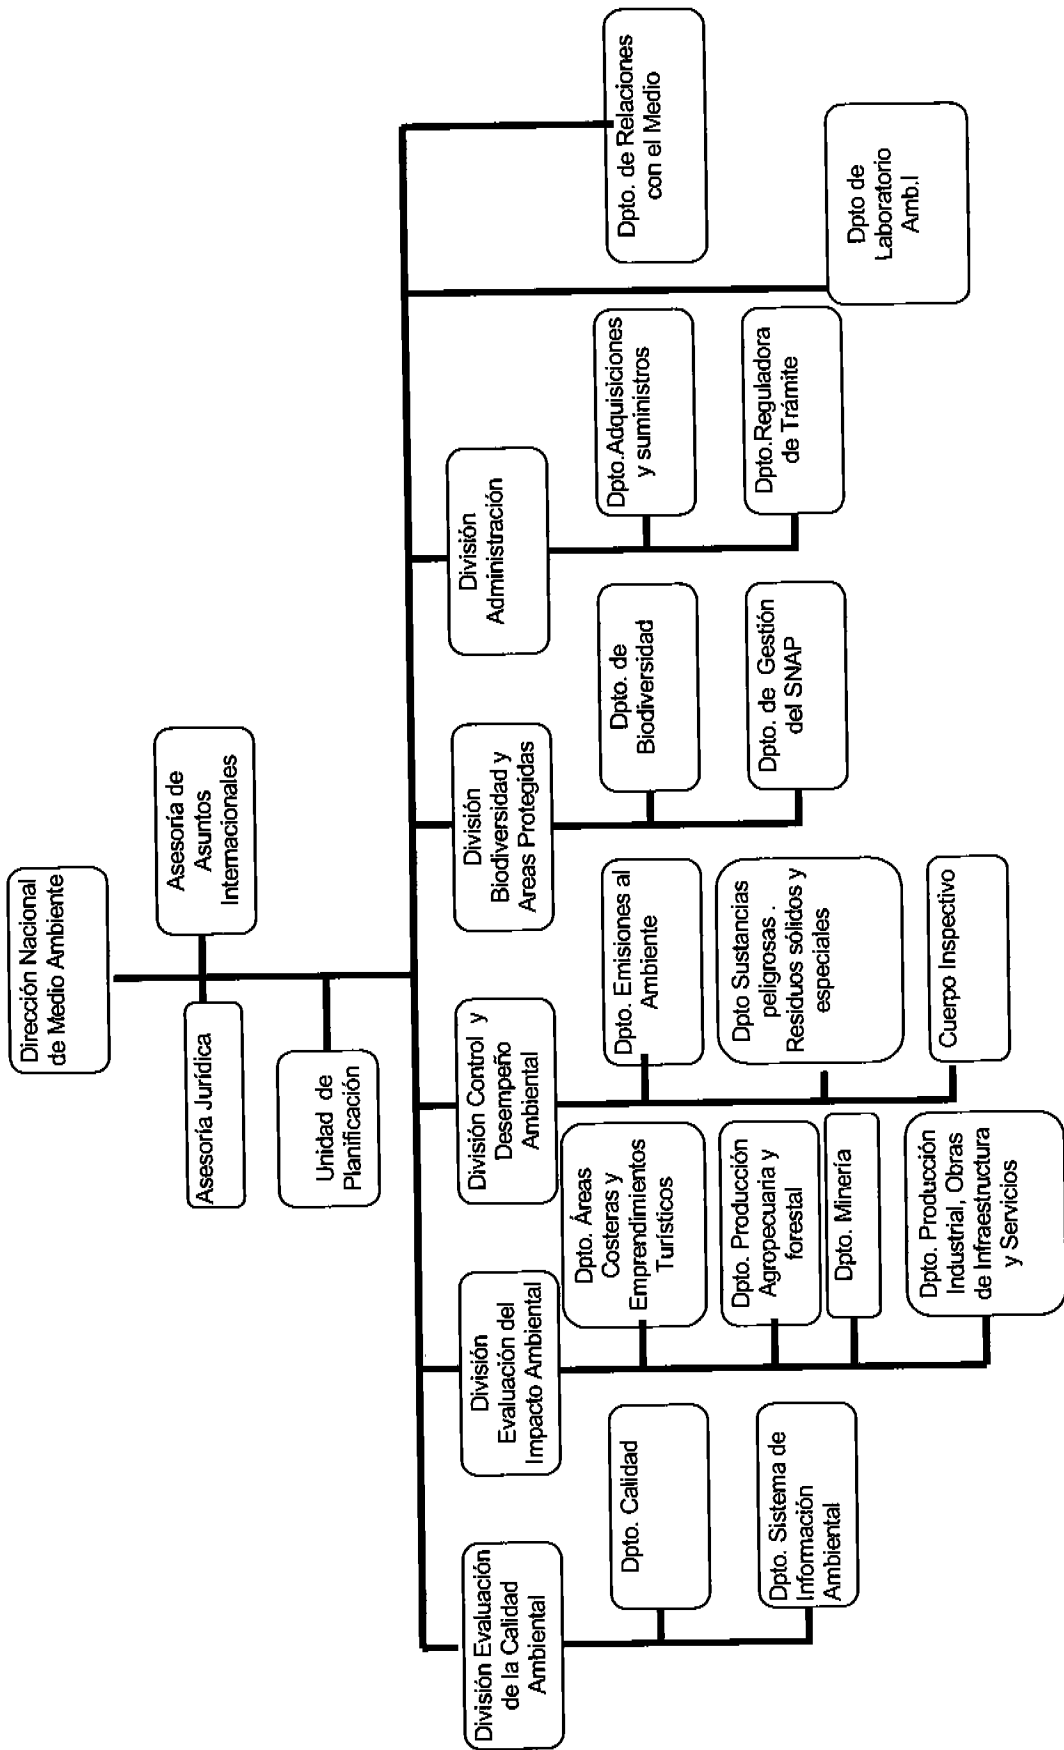 Dirección Nacional
de Medio Ambiente
Asesoría Jurídica
Asesoría de
Asuntos
Internacionales
Unidad de
Planificación
División Evaluación
de la Calidad
Ambiental
Dpto. Calidad
Dpto. Sistema de
Información
Ambiental
División
Evaluación del
Impacto Ambiental
Dpto. Áreas
Costeras y
Emprendimientos
Turísticos
Dpto. Producción
Agropecuaria y
forestal
Dpto. Minería
Dpto. Producción
Industrial, Obras
de Infraestructura
y Servicios
División Control y
Desempeño
Ambiental
Dpto. Emisiones al
Ambiente
Dpto Sustancias
peligrosas .
Residuos sólidos y
especiales
Cuerpo Inspectivo
División
Biodiversidad y
Areas Protegidas
Dpto. de
Biodiversidad
Dpto. de Gestión
del SNAP
División
Administración
Dpto.Adquisiciones
y suministros
Dpto.Reguladora
de Trámite
Dpto de
Laboratorio
Amb.l
Dpto. de Relaciones
con el Medio